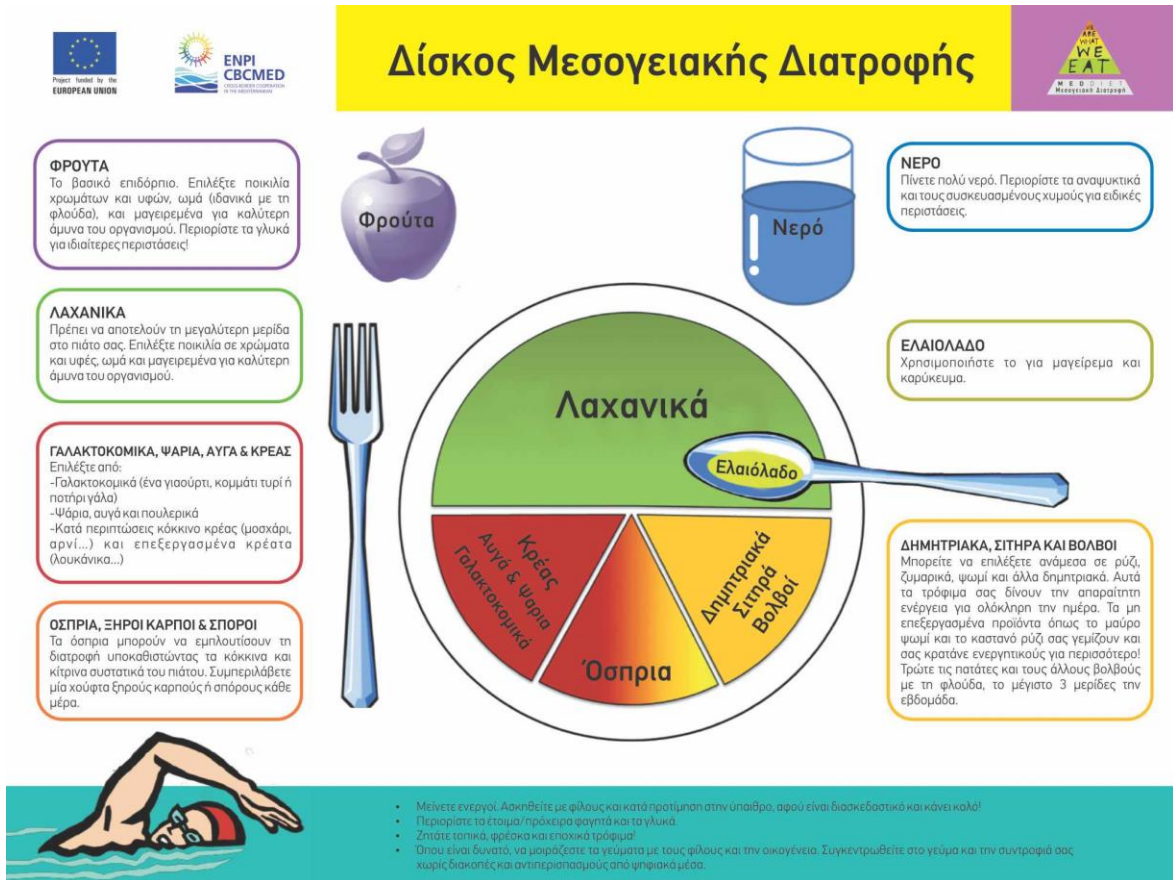 Project funded by the
EUROPEAN UNION
ENPI
CBCMED
CROSS-BORDER COOPERATION
IN THE MEDITERRANEAN
Δίσκος Μεσογειακής Διατροφής
WE
ARE
WHAT
WE
EAT
MEDDIET
Μεσογειακή Διατροφή
ΦΡΟΥΤΑ
Το βασικό επιδόρπιο. Επιλέξτε ποικιλία
χρωμάτων και υφών, ωμά (ιδανικά με τη
φλούδα), και μαγειρεμένα για καλύτερη
άμυνα του οργανισμού. Περιορίστε τα γλυκά
για ιδιαίτερες περιστάσεις!
ΛΑΧΑΝΙΚΑ
Πρέπει να αποτελούν τη μεγαλύτερη μερίδα
στο πιάτο σας. Επιλέξτε ποικιλία σε χρώματα
και υφές, ωμά και μαγειρεμένα για καλύτερη
άμυνα του οργανισμού.
ΓΑΛΑΚΤΟΚΟΜΙΚΑ, ΨΑΡΙΑ, ΑΥΓΑ & ΚΡΕΑΣ
Επιλέξτε από:
-Γαλακτοκομικά (ένα γιαούρτι, κομμάτι τυρί ή
ποτήρι γάλα)
-Ψάρια, αυγά και πουλερικά
-Κατά περιπτώσεις κόκκινο κρέας (μοσχάρι,
αρνί...) και επεξεργασμένα κρέατα
(λουκάνικα...)
ΟΣΠΡΙΑ, ΞΗΡΟΙ ΚΑΡΠΟΙ & ΣΠΟΡΟΙ
Τα όσπρια μπορούν να εμπλουτίσουν τη
διατροφή υποκαθιστώντας τα κόκκινα και
κίτρινα συστατικά του πιάτου. Συμπεριλάβετε
μία χούφτα ξηρούς καρπούς ή σπόρους κάθε
μέρα.
Φρούτα
Νερό
Λαχανικά
Ελαιόλαδο
Κρέας
Αυγά & Ψαρια
Γαλακτοκομικά
Όσπρια
Δημητριακά
Σιτηρά
Βολβοί
ΝΕΡΟ
Πίνετε πολύ νερό. Περιορίστε τα αναψυκτικά
και τους συσκευασμένους χυμούς για ειδικές
περιστάσεις.
ΕΛΑΙΟΛΑΔΟ
Χρησιμοποιήστε το για μαγείρεμα και
καρύκευμα.
ΔΗΜΗΤΡΙΑΚΑ, ΣΙΤΗΡΑ ΚΑΙ ΒΟΛΒΟΙ
Μπορείτε να επιλέξετε ανάμεσα σε ρύζι,
ζυμαρικά, ψωμί και άλλα δημητριακά. Αυτά
τα τρόφιμα σας δίνουν την απαραίτητη
ενέργεια για ολόκληρη την ημέρα. Τα μη
επεξεργασμένα προϊόντα όπως το μαύρο
ψωμί και το καστανό ρύζι σας γεμίζουν και
σας κρατάνε ενεργητικούς για περισσότερο!
Τρώτε τις πατάτες και τους άλλους βολβούς
με τη φλούδα, το μέγιστο 3 μερίδες την
εβδομάδα.
• Μείνετε ενεργοί. Ασκηθείτε με φίλους και κατά προτίμηση στην ύπαιθρο, αφού είναι διασκεδαστικό και κάνει καλό!
• Περιορίστε τα έτοιμα/πρόχειρα φαγητά και τα γλυκά.
• Ζητάτε τοπικά, φρέσκα και εποχικά τρόφιμα!
• Όπου είναι δυνατό, να μοιράζεστε τα γεύματα με τους φίλους και την οικογένεια. Συγκεντρωθείτε στο γεύμα και την συντροφιά σας
χωρίς διακοπές και αντιπερισπασμούς από ψηφιακά μέσα.